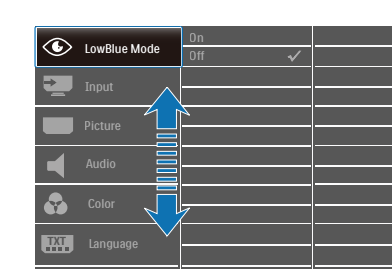 LowBlue Mode
On
Off
Input
Picture
Audio
Color
TXT
Language